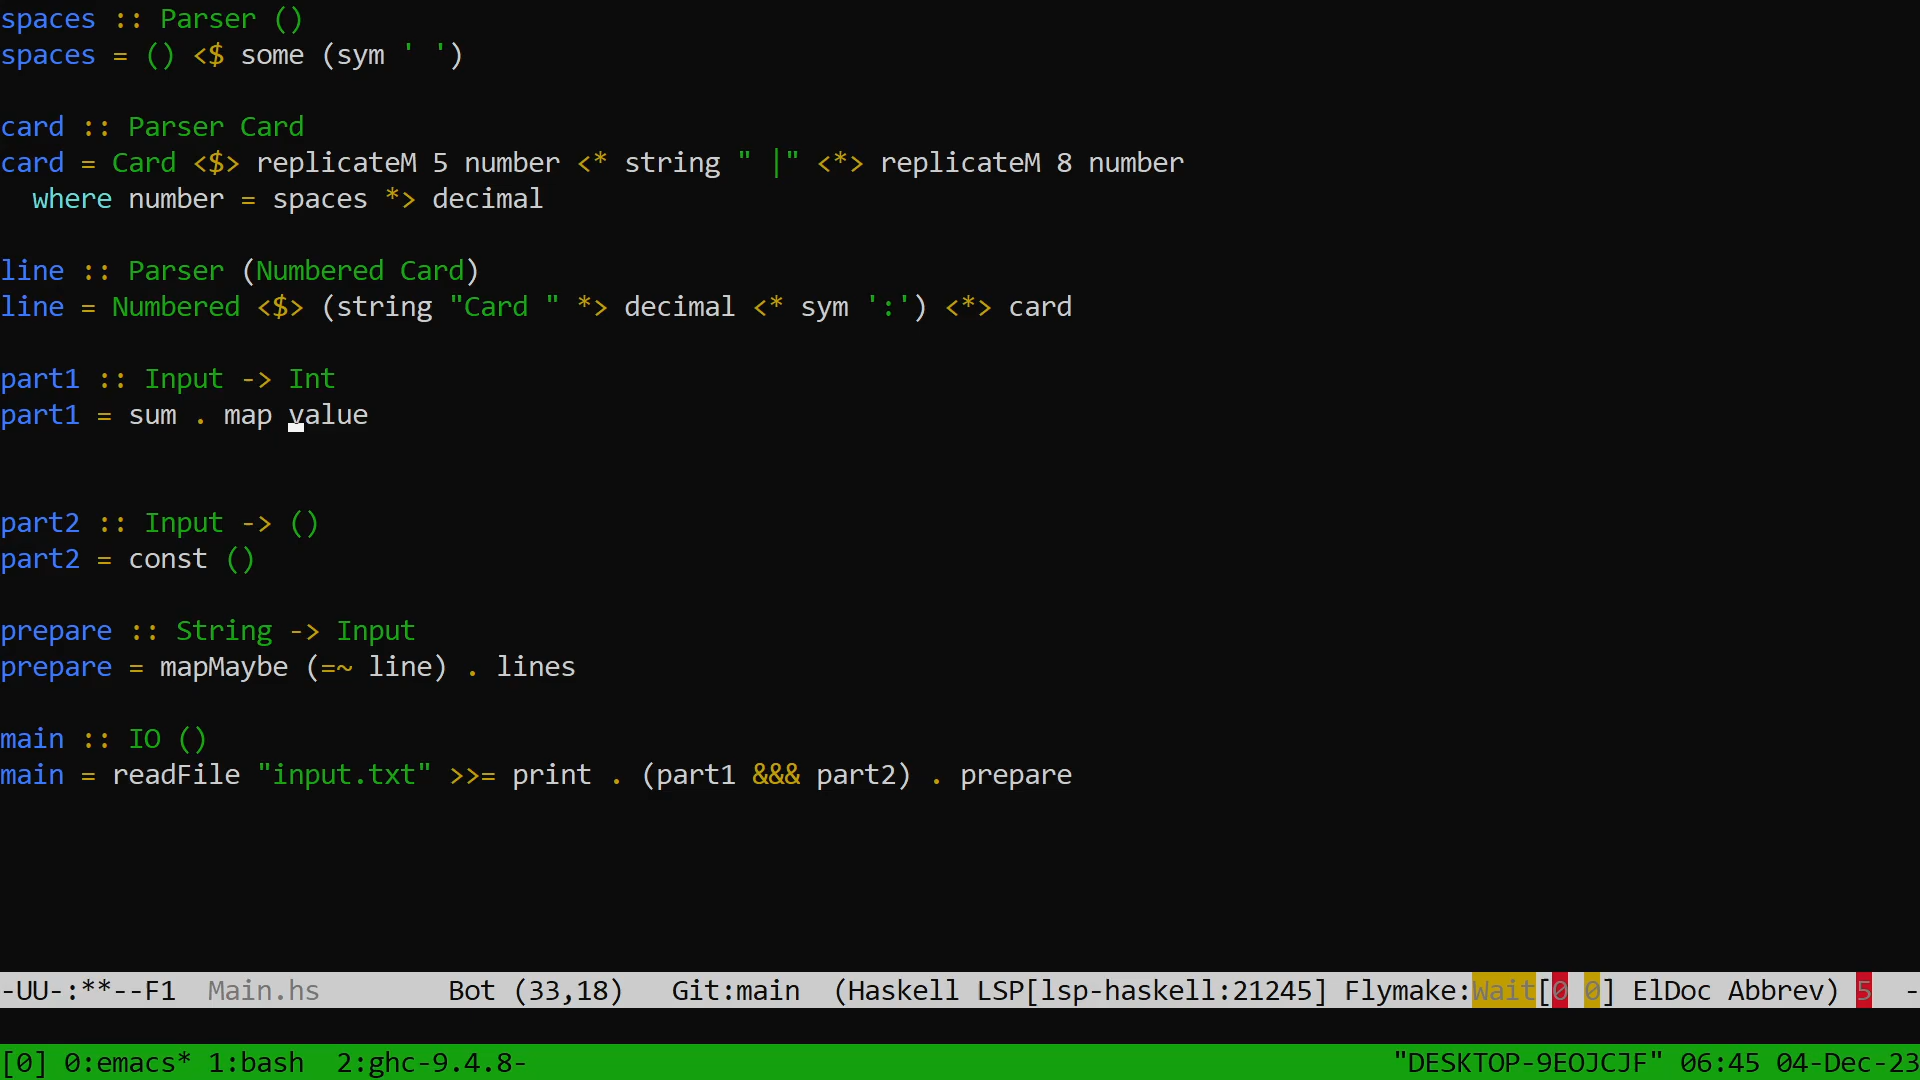 spaces :: Parser ()
spaces = () <$ some (sym ' ')
card :: Parser Card
card = Card <$> replicateM 5 number <* string " |" <*> replicateM 8 number
  where number = spaces *> decimal
line :: Parser (Numbered Card)
line = Numbered <$> (string "Card " *> decimal <* sym ':') <*> card
part1 :: Input -> Int
part1 = sum . map value
part2 :: Input -> ()
part2 = const ()
prepare :: String -> Input
prepare = mapMaybe (=~ line) . lines
main :: IO ()
main = readFile "input.txt" >>= print . (part1 &&& part2) . prepare
-UU-:**--F1  Main.hs        Bot (33,18)   Git:main  (Haskell LSP[lsp-haskell:21245] Flymake:Wait[0 0] ElDoc Abbrev) 5  -
[0] 0:emacs* 1:bash  2:ghc-9.4.8-    "DESKTOP-9EOJCJF" 06:45 04-Dec-23